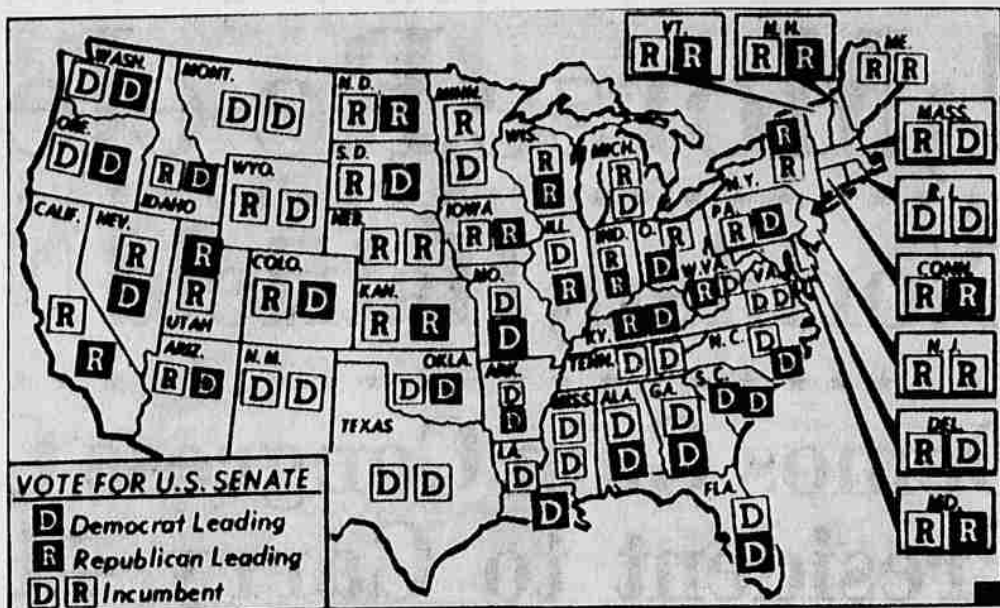 VT.
R R
N.H.
R R
ME.
R R
WASH.
D D
MONT.
D D
N.D.
R R
MINN.
R
D
ORE.
D D
IDAHO
R D
WYO.
R D
S.D.
R D
WIS.
R
R
MICH.
R
D
N.Y.
R
R
MASS.
R D
R.I.
D D
CONN.
R R
N.J.
R R
DEL.
R D
MD.
R R
CALIF.
R
R
NEV.
R
D
UTAH
R
R
COLO.
R D
NEB.
R R
IOWA
R R
ILL.
D
R
IND.
R
R
O.
R
D
PA.
R D
W.VA.
R D
VA.
D D
KAN.
R R
MO.
D
D
KY.
R D
TENN.
D D
N.C.
D
D
S.C.
D D
ARIZ.
R D
N.M.
D D
OKLA.
D D
ARK.
D
D
TEXAS
D D
LA.
D
D
MISS.
D
D
ALA.
D
D
GA.
D
D
FLA.
D
D
VOTE FOR U.S. SENATE
D Democrat Leading
R Republican Leading
D R Incumbent